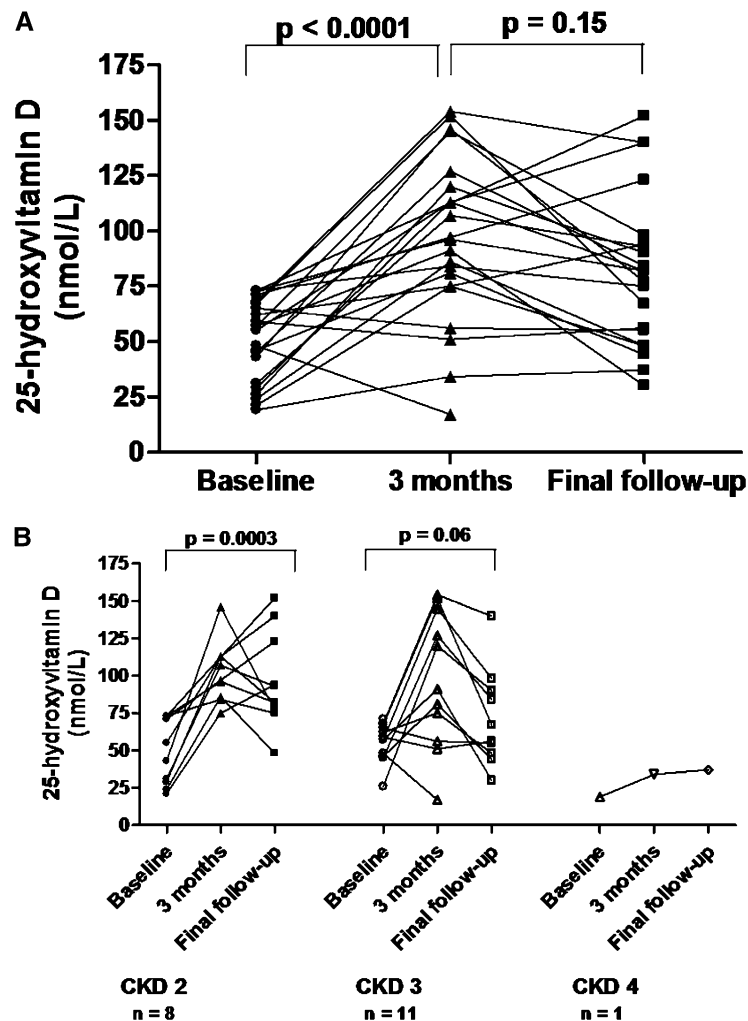 A
p < 0.0001
p = 0.15
25-hydroxyvitamin D
(nmol/L)
175
150
125
100
75
50
25
0
Baseline
3 months
Final follow-up
B
p = 0.0003
p = 0.06
25-hydroxyvitamin D
(nmol/L)
175
150
125
100
75
50
25
0
Baseline
3 months
Final follow-up
Baseline
3 months
Final follow-up
Baseline
3 months
Final follow-up
CKD 2
CKD 3
CKD 4
n = 8
n = 11
n = 1